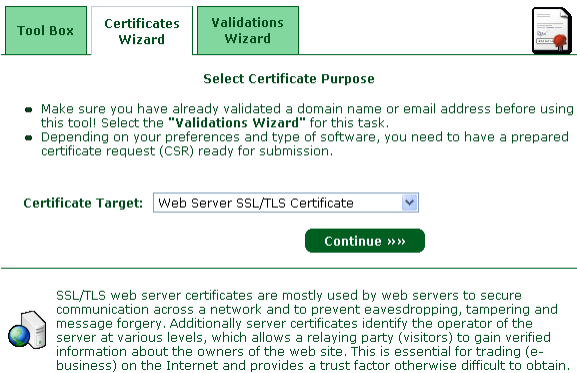 Tool Box
Certificates
Wizard
Validations
Wizard
Select Certificate Purpose
Make sure you have already validated a domain name or email address before using
this tool! Select the "Validations Wizard" for this task.
Depending on your preferences and type of software, you need to have a prepared
certificate request (CSR) ready for submission.
Certificate Target: Web Server SSL/TLS Certificate
Continue »»
SSL/TLS web server certificates are mostly used by web servers to secure
communication across a network and to prevent eavesdropping, tampering and
message forgery. Additionally server certificates identify the operator of the
server at various levels, which allows a relaying party (visitors) to gain verified
information about the owners of the web site. This is essential for trading (e-
business) on the Internet and provides a trust factor otherwise difficult to obtain.